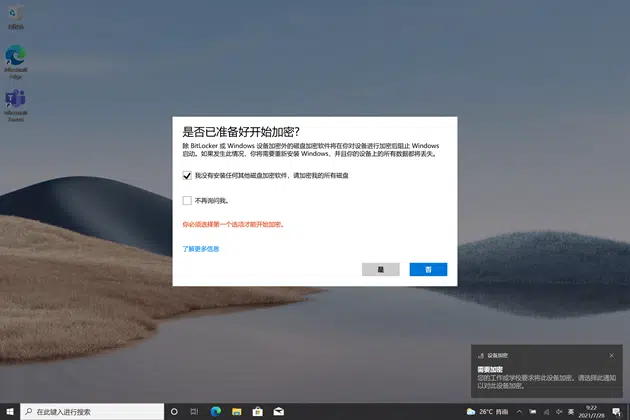 Microsoft
Edge
Microsoft
是否已准备好开始加密?
除 BitLocker 或 Windows 设备加密外的磁盘加密软件将在你对设备进行加密后阻止 Windows
启动。如果发生此情况，你将需要重新安装 Windows，并且你的设备上的所有数据都将丢失。
我没有安装任何其他磁盘加密软件，请加密我的所有磁盘
不再询问我。
你必须选择第一个选项才能开始加密。
了解更多信息
是
否
设备加密
需要加密
您的工作或学校要求将此设备加密。请选择此通知
以对此设备加密。
在此处键入进行搜索
26°C
英
9:22
2021/7/28